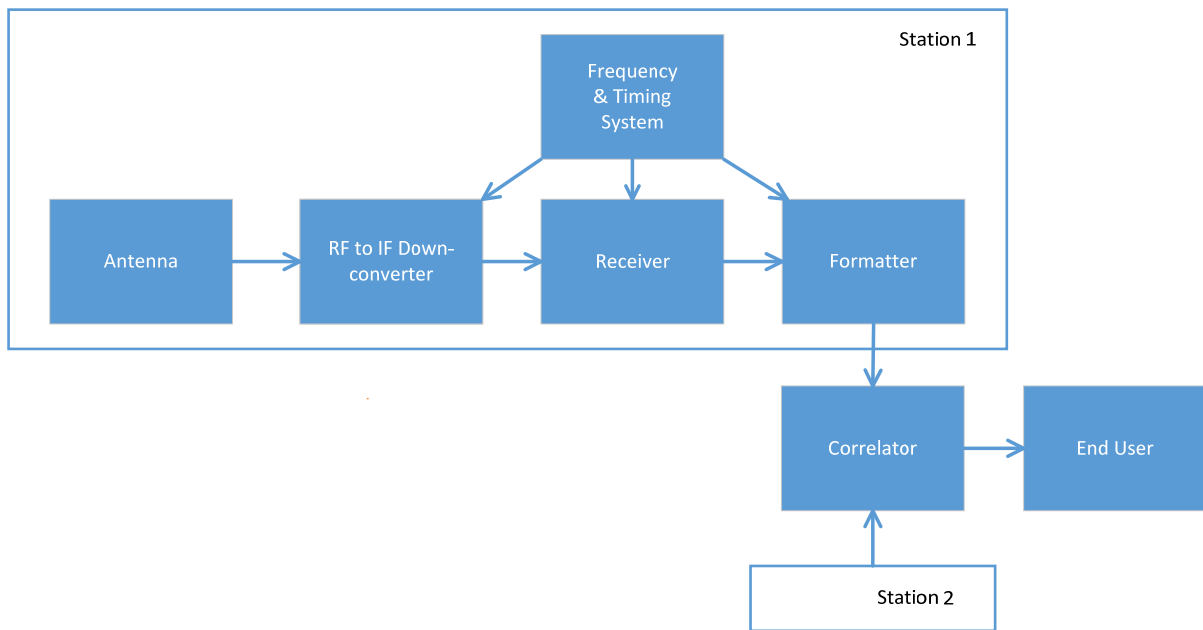 Station 1
Frequency
& Timing
System
Antenna
RF to IF Down-
converter
Receiver
Formatter
Correlator
End User
Station 2